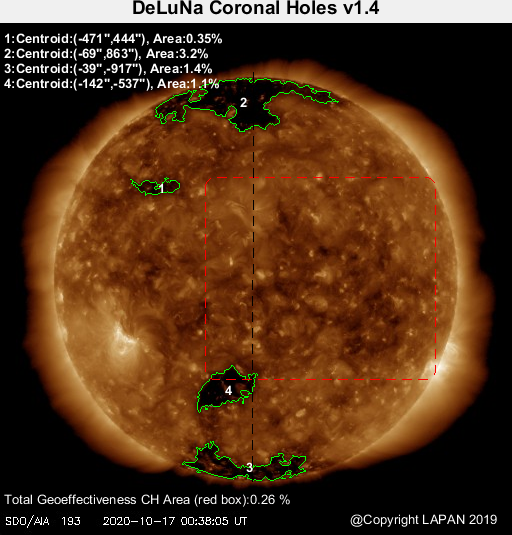 DeLuNa Coronal Holes v1.4
1:Centroid:(-471",444"), Area:0.35%
2:Centroid:(-69",863"), Area:3.2%
3:Centroid:(-39",-917"), Area:1.4%
4:Centroid:(-142",-537"), Area:1.1%
2
1
4
3
Total Geoeffectiveness CH Area (red box):0.26 %
SDO/AIA 193 2020-10-17 00:38:05 UT
@Copyright LAPAN 2019